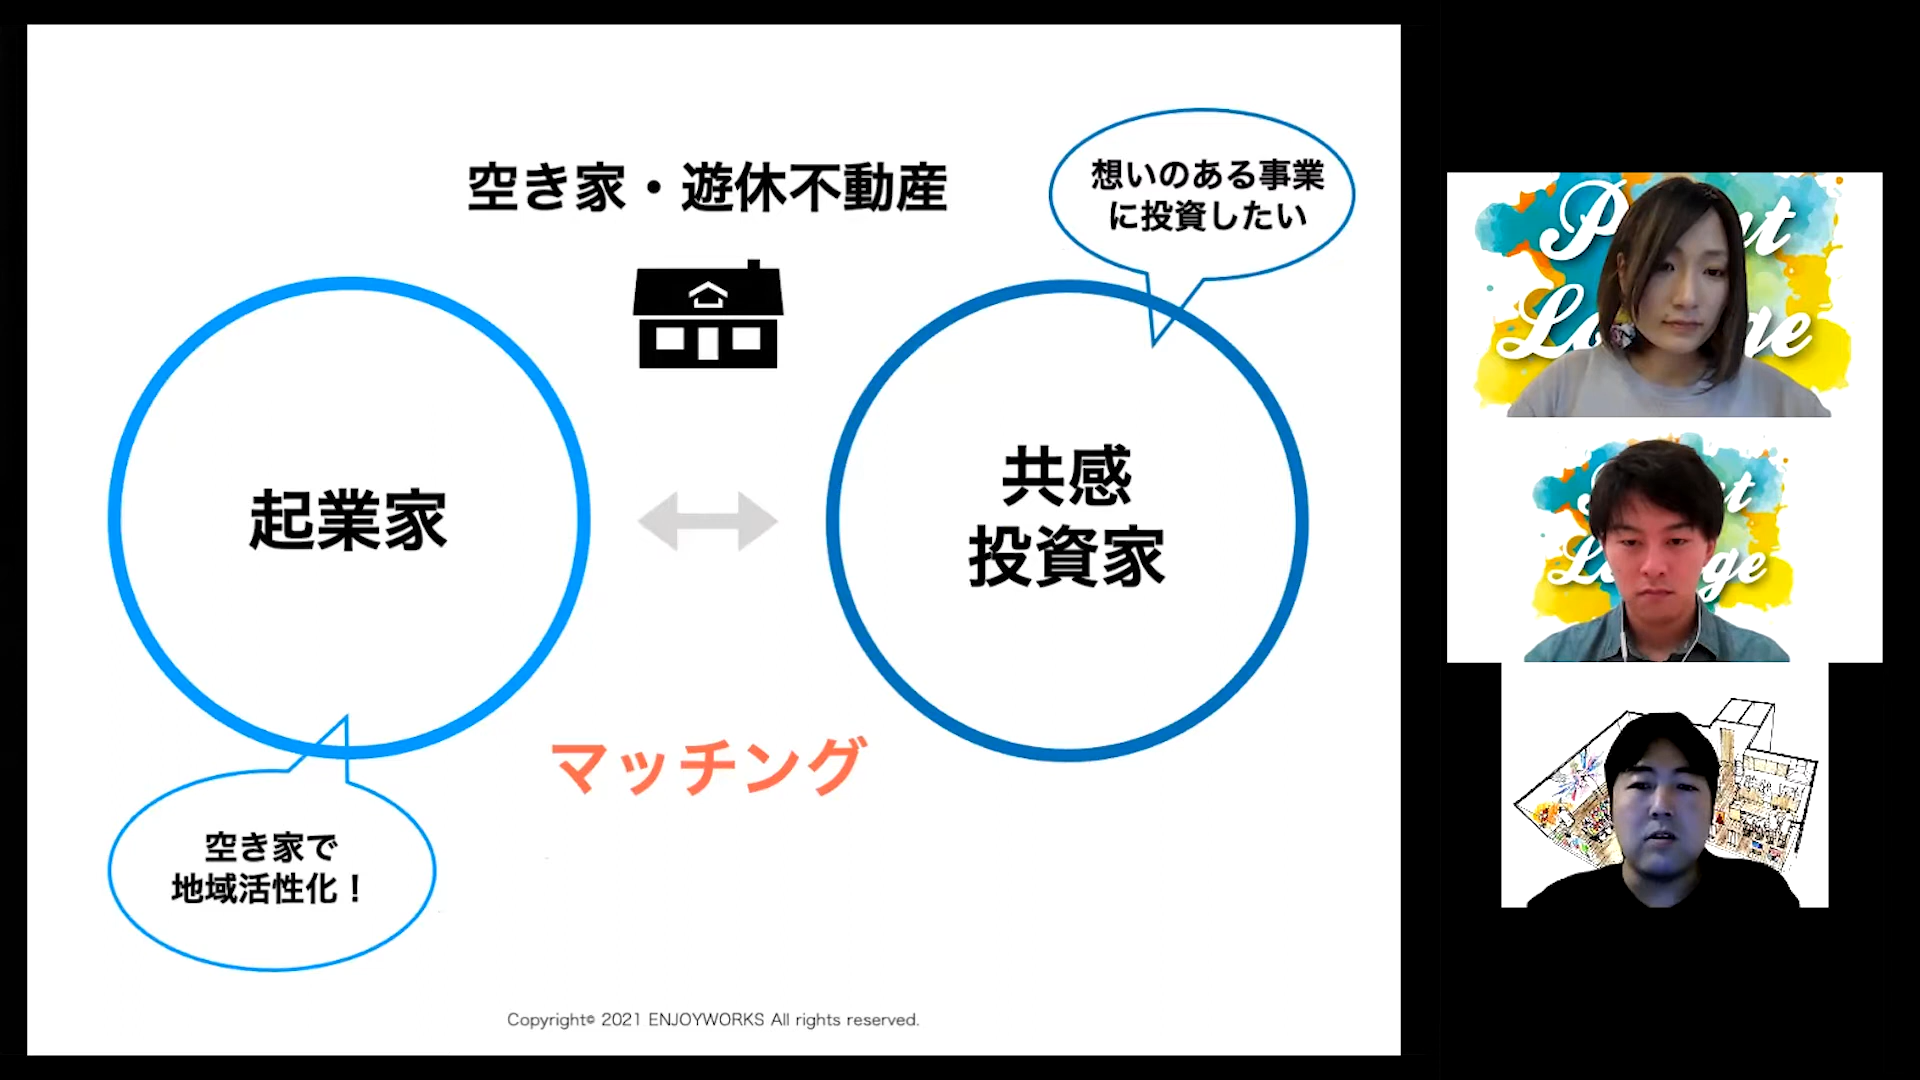 空き家・遊休不動産
想いのある事業
に投資したい
起業家
共感
投資家
マッチング
空き家で
地域活性化！
Copyright© 2021 ENJOYWORKS All rights reserved.